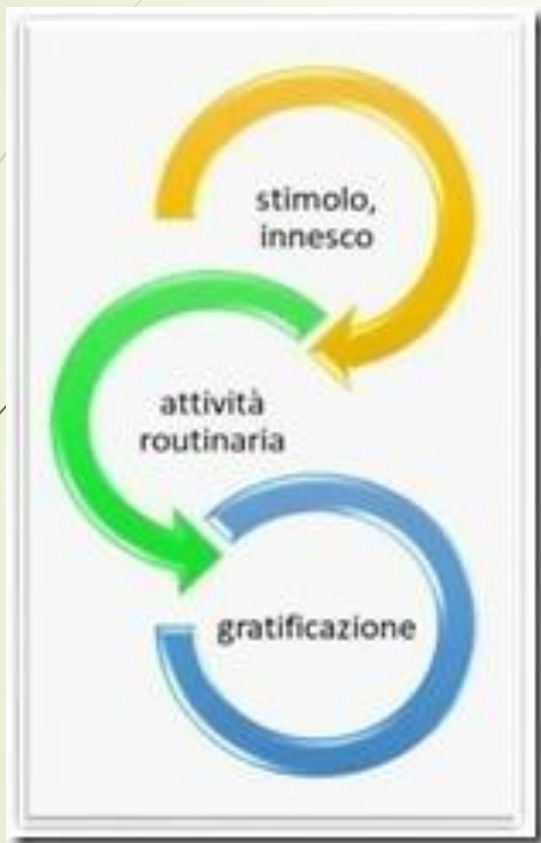 stimolo,
innesco
attività
routinaria
gratificazione